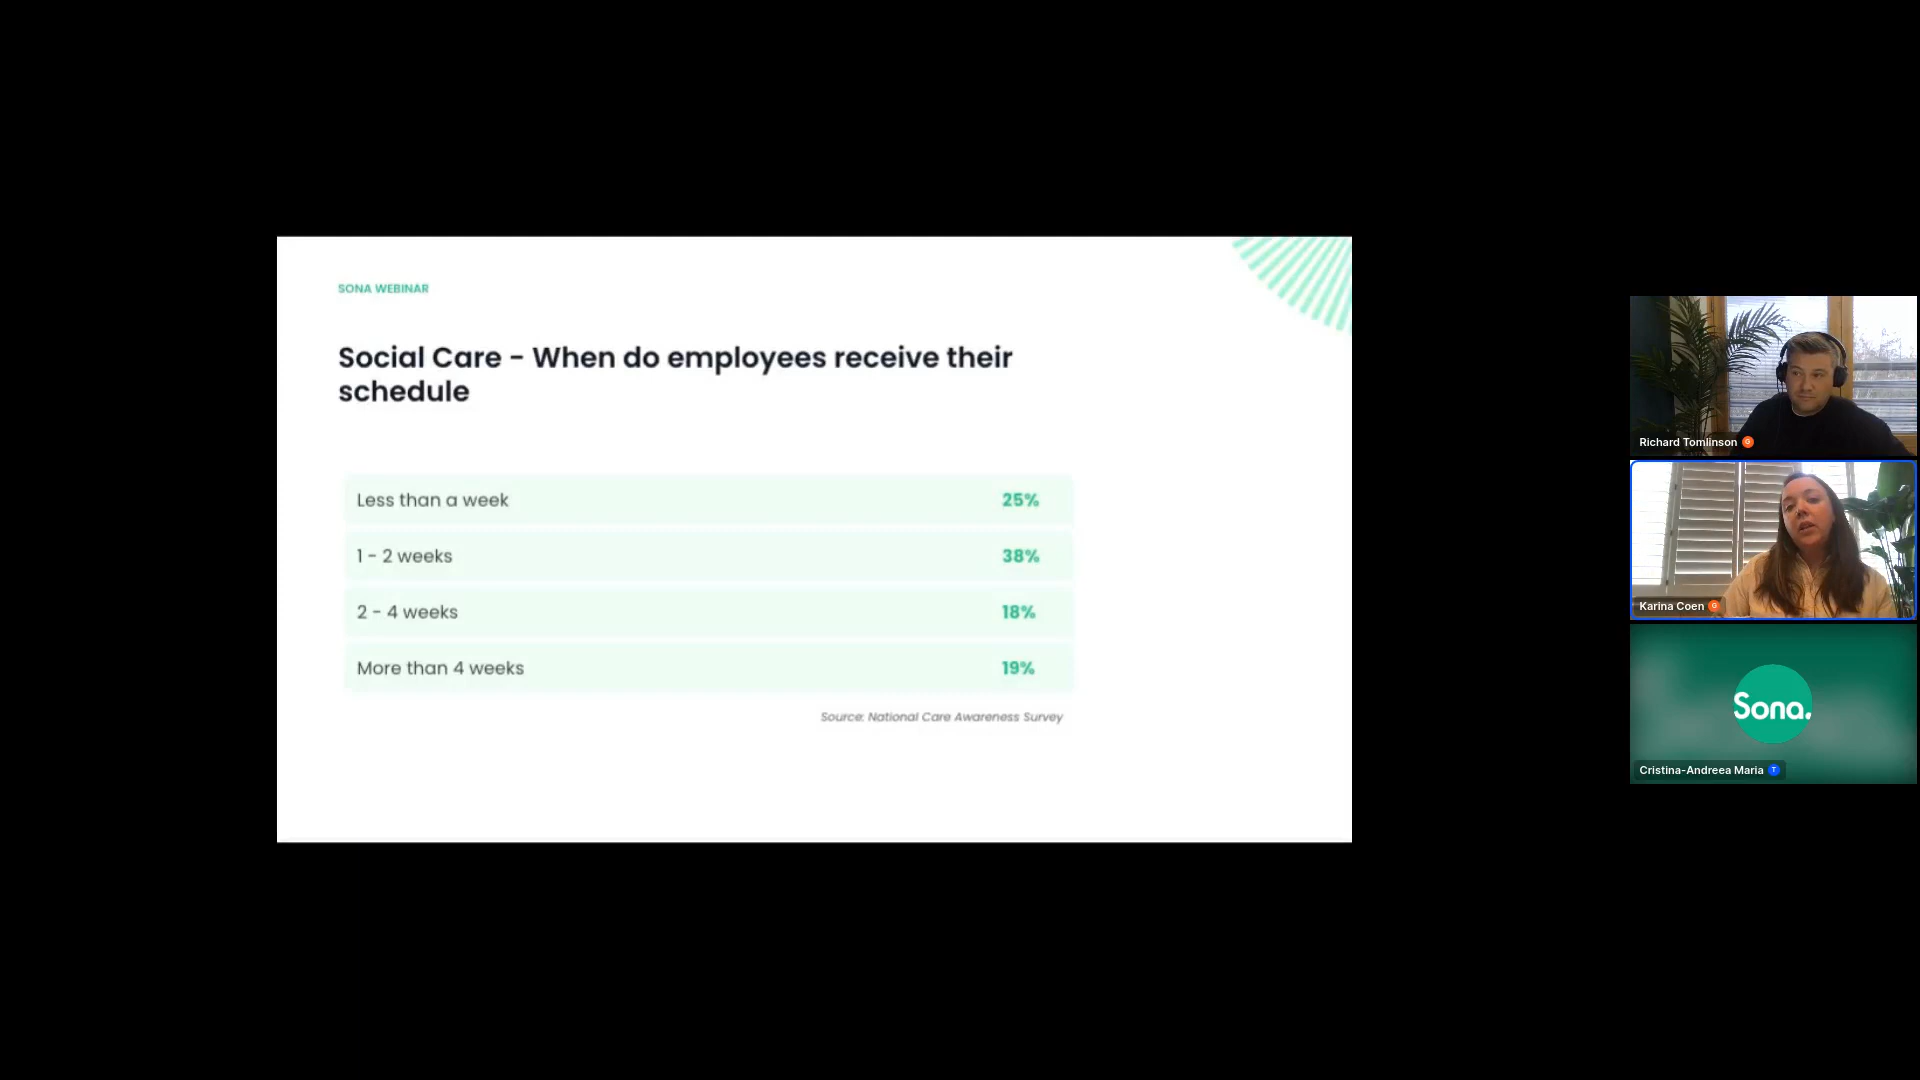 SONA WEBINAR
Social Care - When do employees receive their
schedule
Less than a week 25%
1 - 2 weeks 38%
2 - 4 weeks 18%
More than 4 weeks 19%
Source: National Care Awareness Survey
Richard Tomlinson G
Karina Coen G
Sona.
Cristina-Andreea Maria T